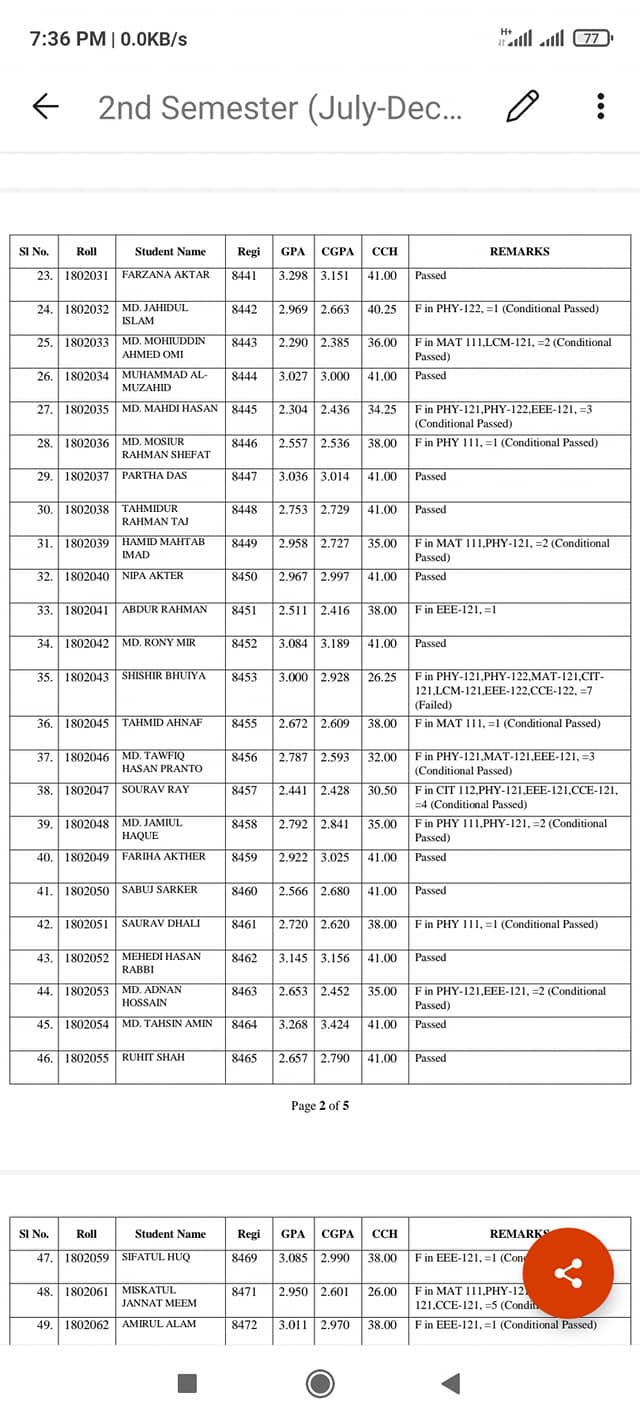 7:36 PM | 0.0KB/s H+ 77
2nd Semester (July-Dec...
Sl No. Roll Student Name Regi GPA CGPA CCH REMARKS
23. 1802031 FARZANA AKTAR 8441 3.298 3.151 41.00 Passed
24. 1802032 MD. JAHIDUL 8442 2.969 2.663 40.25 F in PHY-122, =1 (Conditional Passed)
ISLAM
25. 1802033 MD. MOHIUDDIN 8443 2.290 2.385 36.00 F in MAT 111,LCM-121, =2 (Conditional
AHMED OMI Passed)
26. 1802034 MUHAMMAD AL- 8444 3.027 3.000 41.00 Passed
MUZAHID
27. 1802035 MD. MAHDI HASAN 8445 2.304 2.436 34.25 F in PHY-121,PHY-122,EEE-121, =3
(Conditional Passed)
28. 1802036 MD. MOSIUR 8446 2.557 2.536 38.00 F in PHY 111, =1 (Conditional Passed)
RAHMAN SHEFAT
29. 1802037 PARTHA DAS 8447 3.036 3.014 41.00 Passed
30. 1802038 TAHMIDUR 8448 2.753 2.729 41.00 Passed
RAHMAN TAJ
31. 1802039 HAMID MAHTAB 8449 2.958 2.727 35.00 F in MAT 111,PHY-121, =2 (Conditional
IMAD Passed)
32. 1802040 NIPA AKTER 8450 2.967 2.997 41.00 Passed
33. 1802041 ABDUR RAHMAN 8451 2.511 2.416 38.00 F in EEE-121, =1
34. 1802042 MD. RONY MIR 8452 3.084 3.189 41.00 Passed
35. 1802043 SHISHIR BHUIYA 8453 3.000 2.928 26.25 F in PHY-121,PHY-122,MAT-121,CIT-
121,LCM-121,EEE-122,CCE-122, =7
(Failed)
36. 1802045 TAHMID AHNAF 8455 2.672 2.609 38.00 F in MAT 111, =1 (Conditional Passed)
37. 1802046 MD. TAWFIQ 8456 2.787 2.593 32.00 F in PHY-121,MAT-121,EEE-121, =3
HASAN PRANTO (Conditional Passed)
38. 1802047 SOURAV RAY 8457 2.441 2.428 30.50 F in CIT 112,PHY-121,EEE-121,CCE-121,
=4 (Conditional Passed)
39. 1802048 MD. JAMIUL 8458 2.792 2.841 35.00 F in PHY 111,PHY-121, =2 (Conditional
HAQUE Passed)
40. 1802049 FARIHA AKTHER 8459 2.922 3.025 41.00 Passed
41. 1802050 SABUJ SARKER 8460 2.566 2.680 41.00 Passed
42. 1802051 SAURAV DHALI 8461 2.720 2.620 38.00 F in PHY 111, =1 (Conditional Passed)
43. 1802052 MEHEDI HASAN 8462 3.145 3.156 41.00 Passed
RABBI
44. 1802053 MD. ADNAN 8463 2.653 2.452 35.00 F in PHY-121,EEE-121, =2 (Conditional
HOSSAIN Passed)
45. 1802054 MD. TAHSIN AMIN 8464 3.268 3.424 41.00 Passed
46. 1802055 RUHIT SHAH 8465 2.657 2.790 41.00 Passed
Page 2 of 5
Sl No. Roll Student Name Regi GPA CGPA CCH REMARKS
47. 1802059 SIFATUL HUQ 8469 3.085 2.990 38.00 F in EEE-121, =1
48. 1802061 MISKATUL 8471 2.950 2.601 26.00 F in MAT 111,
JANNAT MEEM 121,CCE-121, =5
49. 1802062 AMIRUL ALAM 8472 3.011 2.970 38.00 F in EEE-121, =1 (Conditional Passed)